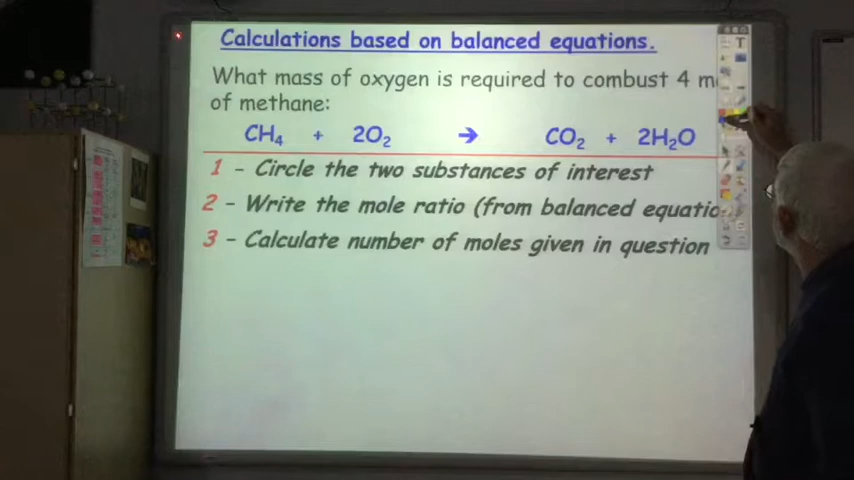 Calculations based on balanced equations.
What mass of oxygen is required to combust 4
of methane:
CH₄ + 2O₂ ➔ CO₂ + 2H₂O
1 - Circle the two substances of interest
2 - Write the mole ratio (from balanced equatio
3 - Calculate number of moles given in question
T